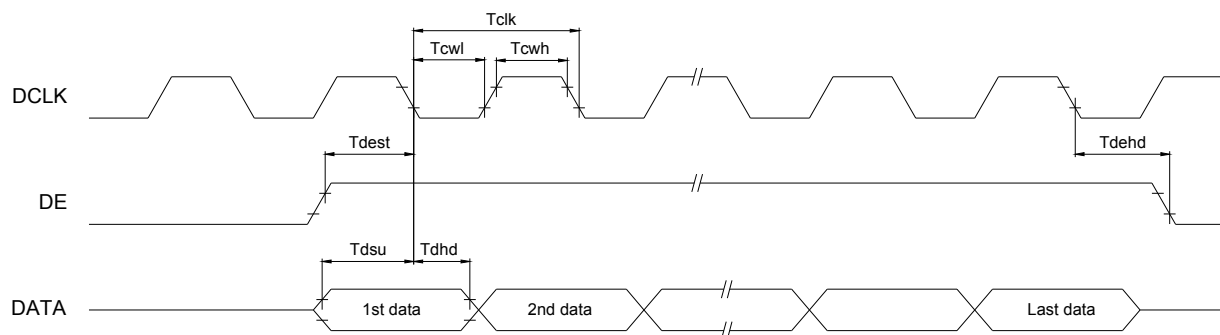 Tclk
Tcwl
Tcwh
DCLK
Tdest
Tdehd
DE
Tdsu
Tdhd
DATA
1st data
2nd data
Last data